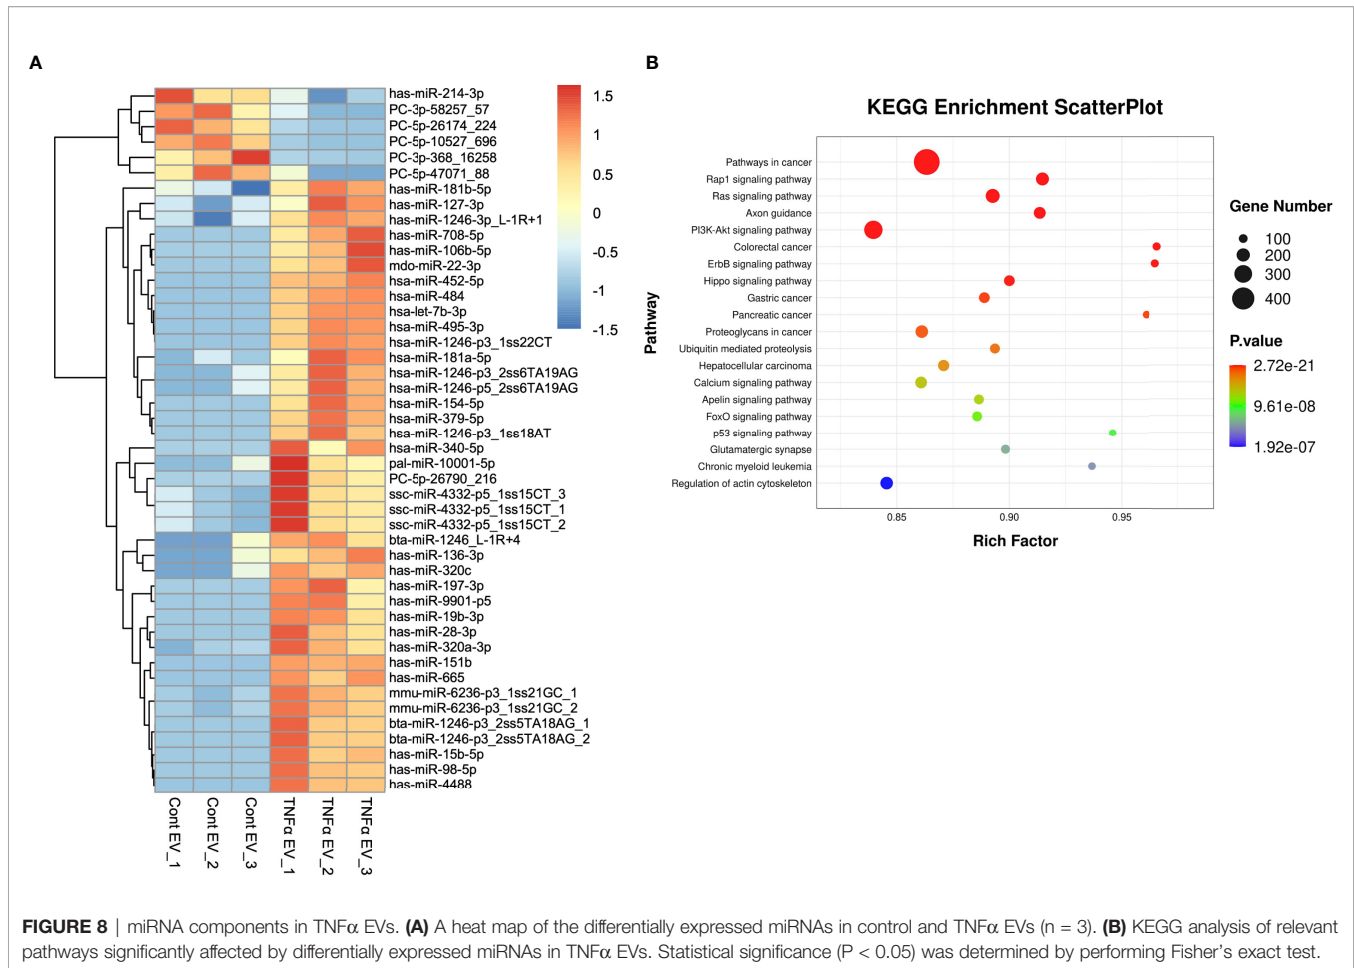 A
has-miR-214-3p
PC-3p-58257_57
PC-5p-26174_224
PC-5p-10527_696
PC-3p-368_16258
PC-5p-47071_88
has-miR-181b-5p
has-miR-127-3p
has-miR-1246-3p_L-1R+1
has-miR-708-5p
has-miR-106b-5p
mdo-miR-22-3p
hsa-miR-452-5p
hsa-miR-484
hsa-let-7b-3p
hsa-miR-495-3p
hsa-miR-1246-p3_1ss22CT
hsa-miR-181a-5p
hsa-miR-1246-p3_2ss6TA19AG
hsa-miR-1246-p5_2ss6TA19AG
hsa-miR-154-5p
hsa-miR-379-5p
hsa-miR-1246-p3_1ss18AT
hsa-miR-340-5p
pal-miR-10001-5p
PC-5p-26790_216
ssc-miR-4332-p5_1ss15CT_3
ssc-miR-4332-p5_1ss15CT_1
ssc-miR-4332-p5_1ss15CT_2
bta-miR-1246_L-1R+4
has-miR-136-3p
has-miR-320c
has-miR-197-3p
has-miR-9901-p5
has-miR-19b-3p
has-miR-28-3p
has-miR-320a-3p
has-miR-151b
has-miR-665
mmu-miR-6236-p3_1ss21GC_1
mmu-miR-6236-p3_1ss21GC_2
bta-miR-1246-p3_2ss5TA18AG_1
bta-miR-1246-p3_2ss5TA18AG_2
has-miR-15b-5p
has-miR-98-5p
has-miR-4488
Cont EV_1
Cont EV_2
Cont EV_3
TNFα EV_1
TNFα EV_2
TNFα EV_3
1.5
1
0.5
0
-0.5
-1
-1.5
B
KEGG Enrichment ScatterPlot
Pathway
Pathways in cancer
Rap1 signaling pathway
Ras signaling pathway
Axon guidance
PI3K-Akt signaling pathway
Colorectal cancer
ErbB signaling pathway
Hippo signaling pathway
Gastric cancer
Pancreatic cancer
Proteoglycans in cancer
Ubiquitin mediated proteolysis
Hepatocellular carcinoma
Calcium signaling pathway
Apelin signaling pathway
FoxO signaling pathway
p53 signaling pathway
Glutamatergic synapse
Chronic myeloid leukemia
Regulation of actin cytoskeleton
0.85 0.90 0.95
Rich Factor
Gene Number
100
200
300
400
P.value
2.72e-21
9.61e-08
1.92e-07
FIGURE 8 | miRNA components in TNFα EVs. (A) A heat map of the differentially expressed miRNAs in control and TNFα EVs (n = 3). (B) KEGG analysis of relevant
pathways significantly affected by differentially expressed miRNAs in TNFα EVs. Statistical significance (P < 0.05) was determined by performing Fisher's exact test.